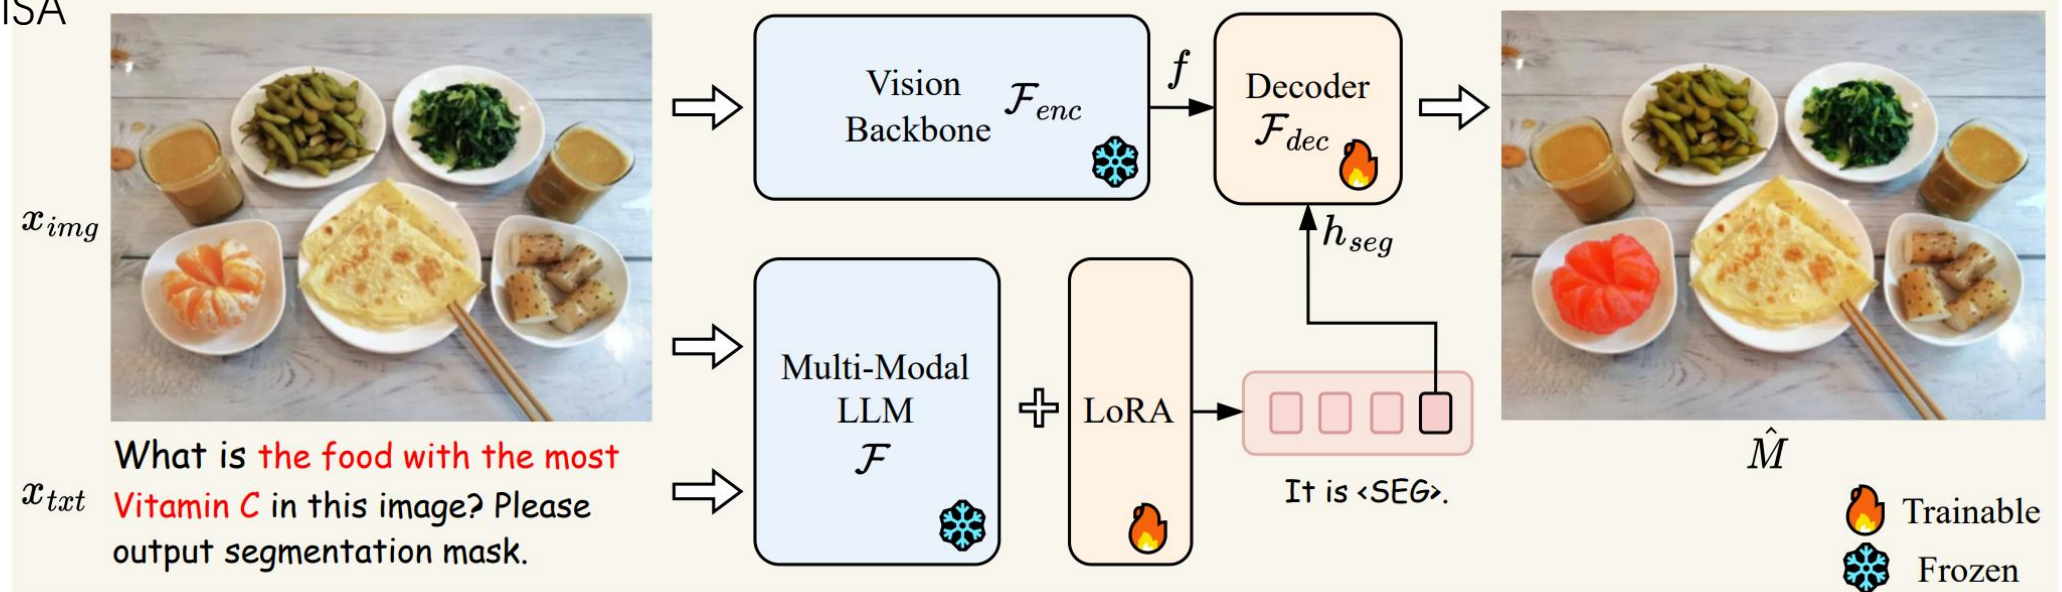 ISA
x_img
Vision
Backbone F_enc
f
Decoder
F_dec
h_seg
Multi-Modal
LLM
F
LoRA
It is <SEG>.
M̂
x_txt
What is the food with the most
Vitamin C in this image? Please
output segmentation mask.
Trainable
Frozen